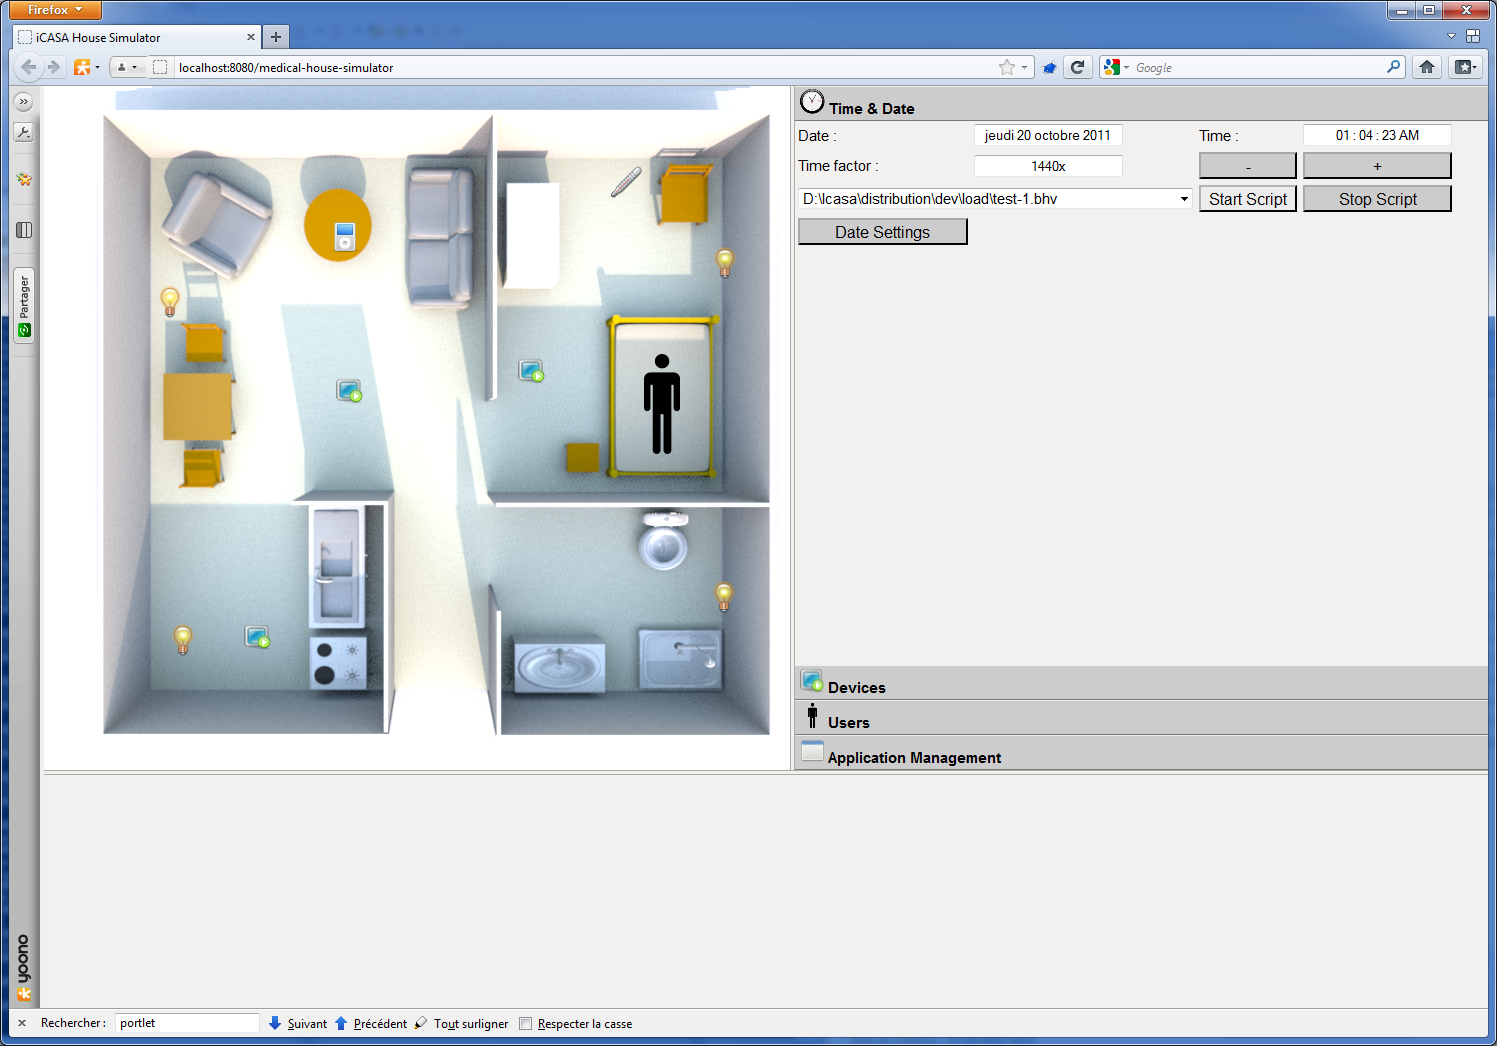 Firefox
iCASA House Simulator
localhost:8080/medical-house-simulator
Google
Partager
yoono
Time & Date
Date :
jeudi 20 octobre 2011
Time :
01 : 04 : 23 AM
Time factor :
1440x
-
+
D:\Icasa\distribution\dev\load\test-1.bhv
Start Script
Stop Script
Date Settings
Devices
Users
Application Management
Rechercher :
portlet
Suivant
Précédent
Tout surligner
Respecter la casse